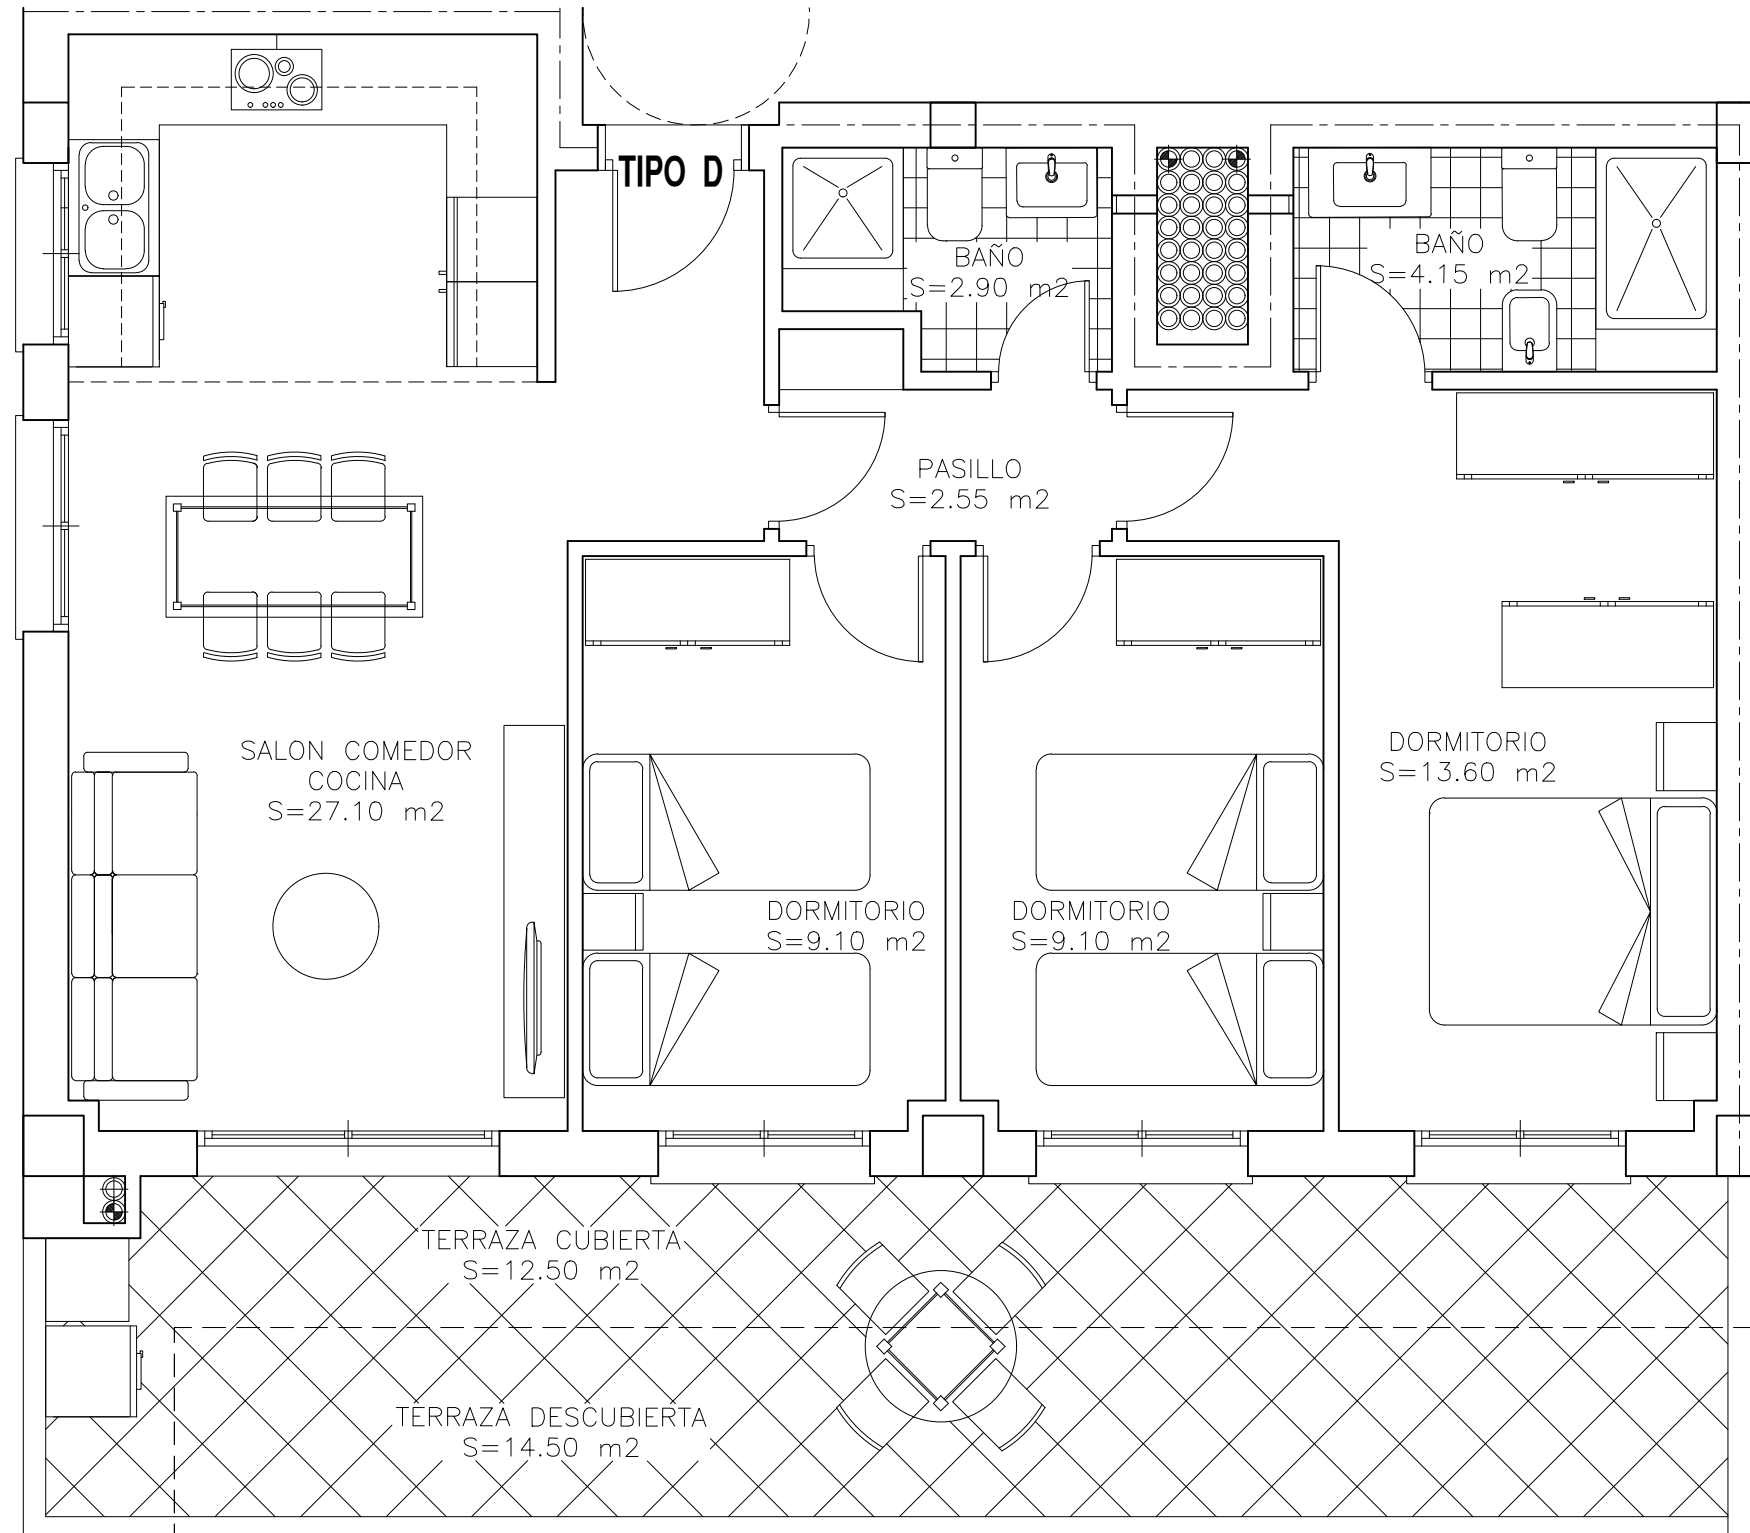 TIPO D
BAÑO
S=2.90 m2
BAÑO
S=4.15 m2
PASILLO
S=2.55 m2
SALON COMEDOR
COCINA
S=27.10 m2
DORMITORIO
S=9.10 m2
DORMITORIO
S=9.10 m2
DORMITORIO
S=13.60 m2
TERRAZA CUBIERTA
S=12.50 m2
TERRAZA DESCUBIERTA
S=14.50 m2